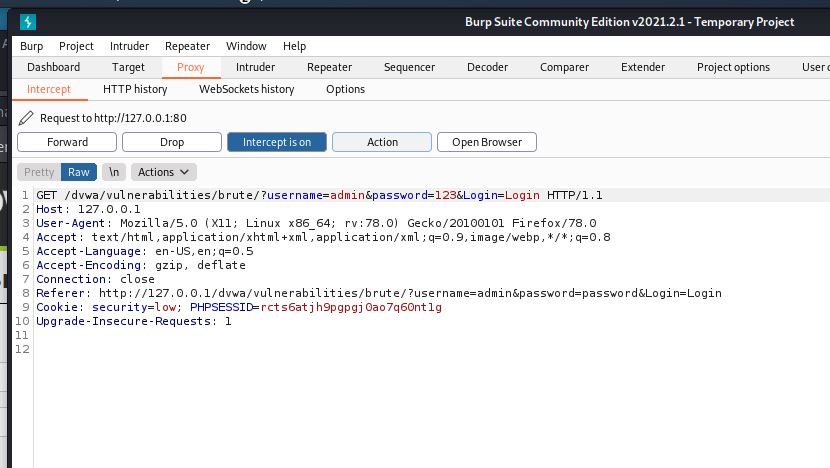 Burp Suite Community Edition v2021.2.1 - Temporary Project
Burp Project Intruder Repeater Window Help
Dashboard Target Proxy Intruder Repeater Sequencer Decoder Comparer Extender Project options User
Intercept HTTP history WebSockets history Options
Request to http://127.0.0.1:80
Forward Drop Intercept is on Action Open Browser
Pretty Raw \n Actions
1 GET /dvwa/vulnerabilities/brute/?username=admin&password=123&Login=Login HTTP/1.1
2 Host: 127.0.0.1
3 User-Agent: Mozilla/5.0 (X11; Linux x86_64; rv:78.0) Gecko/20100101 Firefox/78.0
4 Accept: text/html,application/xhtml+xml,application/xml;q=0.9,image/webp,*/*;q=0.8
5 Accept-Language: en-US,en;q=0.5
6 Accept-Encoding: gzip, deflate
7 Connection: close
8 Referer: http://127.0.0.1/dvwa/vulnerabilities/brute/?username=admin&password=password&Login=Login
9 Cookie: security=low; PHPSESSID=rcts6atjh9pgpgj0ao7q60nt1g
10 Upgrade-Insecure-Requests: 1
11
12